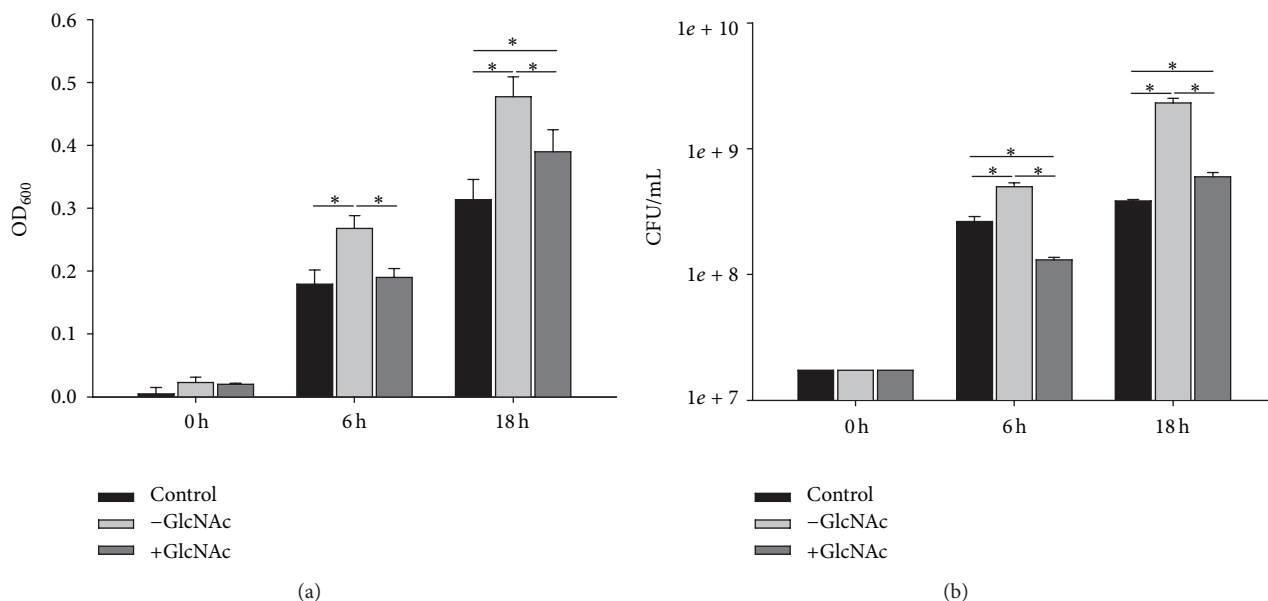 0.6
0.5
0.4
0.3
0.2
0.1
0.0
OD600
* * * * *
0 h 6 h 18 h
Control
−GlcNAc
+GlcNAc
(a)
1e + 10
1e + 9
1e + 8
1e + 7
CFU/mL
* * * * * *
0 h 6 h 18 h
Control
−GlcNAc
+GlcNAc
(b)